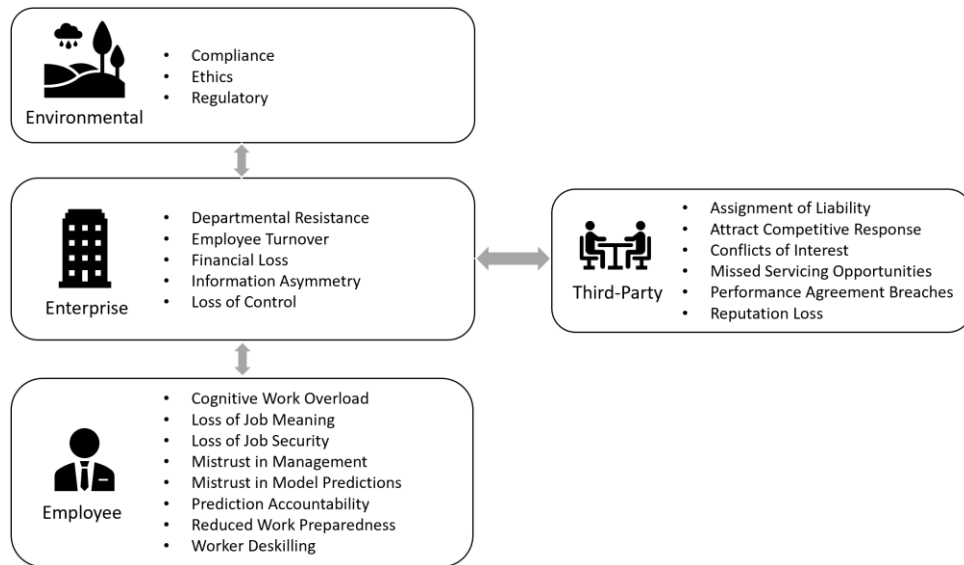 • Compliance
• Ethics
• Regulatory
Environmental
• Departmental Resistance
• Employee Turnover
• Financial Loss
• Information Asymmetry
• Loss of Control
Enterprise
• Assignment of Liability
• Attract Competitive Response
• Conflicts of Interest
• Missed Servicing Opportunities
• Performance Agreement Breaches
• Reputation Loss
Third-Party
• Cognitive Work Overload
• Loss of Job Meaning
• Loss of Job Security
• Mistrust in Management
• Mistrust in Model Predictions
• Prediction Accountability
• Reduced Work Preparedness
• Worker Deskilling
Employee